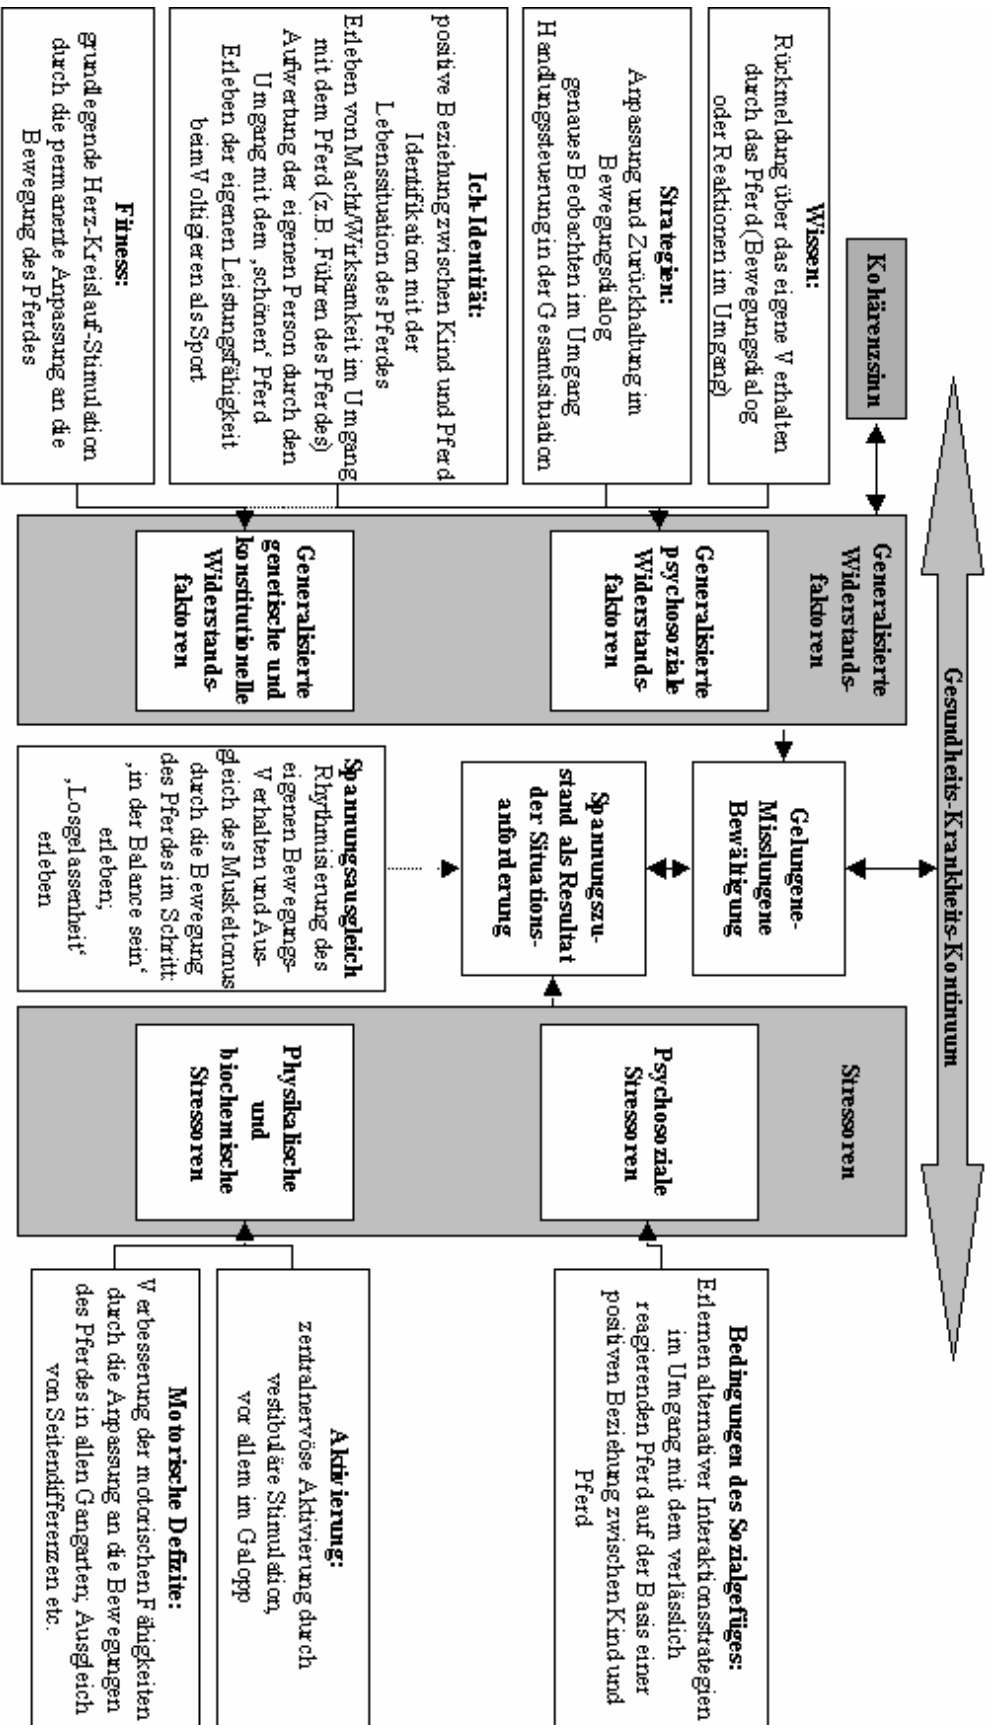 Gesundheits-Krankheits-Kontinuum
Kohärenzsinn
Generalisierte
Widerstands-
faktoren
Stressoren
Wissen:
Rückmeldung über das eigene Verhalten
durch das Pferd (Bewegungsdialog
oder Reaktionen im Umgang)
Strategien:
Anpassung und Zurückhaltung im
Bewegungsdialog
genaues Beobachten im Umgang
Handlungssteuerung in der Gesamtsituation
Ich-Identität:
positive Beziehung zwischen Kind und Pferd
Identifikation mit der
Lebenssituation des Pferdes
Erleben von Macht/Wirksamkeit im Umgang
mit dem Pferd (z.B. Führen des Pferdes)
Aufwertung der eigenen Person durch den
Umgang mit dem ‚schönen‘ Pferd
Erleben der eigenen Leistungsfähigkeit
beim Voltigieren als Sport
Fitness:
grundlegende Herz-Kreislauf-Stimulation
durch die permanente Anpassung an die
Bewegung des Pferdes
Generalisierte
psychosoziale
Widerstands-
faktoren
Generalisierte
genetische und
konstitutionelle
Widerstands-
faktoren
Gelungene-
Misslungene
Bewältigung
Spannungszu-
stand als Resultat
der Situations-
anforderung
Spannungsausgleich
Rhythmisierung des
eigenen Bewegungs-
Verhalten und Aus-
gleich des Muskeltonus
durch die Bewegung
des Pferdes im Schritt:
‚in der Balance sein‘
erleben;
‚Losgelassenheit‘
erleben
Psychosoziale
Stressoren
Physikalische
und
biochemische
Stressoren
Bedingungen des Sozialgefüges:
Erlernen alternativer Interaktionsstrategien
im Umgang mit dem verlässlich
reagierenden Pferd auf der Basis einer
positiven Beziehung zwischen Kind und
Pferd
Aktivierung:
zentralnervöse Aktivierung durch
vestibuläre Stimulation,
vor allem im Galopp
Motorische Defizite:
Verbesserung der motorischen Fähigkeiten
durch die Anpassung an die Bewegungen
des Pferdes in allen Gangarten; Ausgleich
von Seitendifferenzen etc.